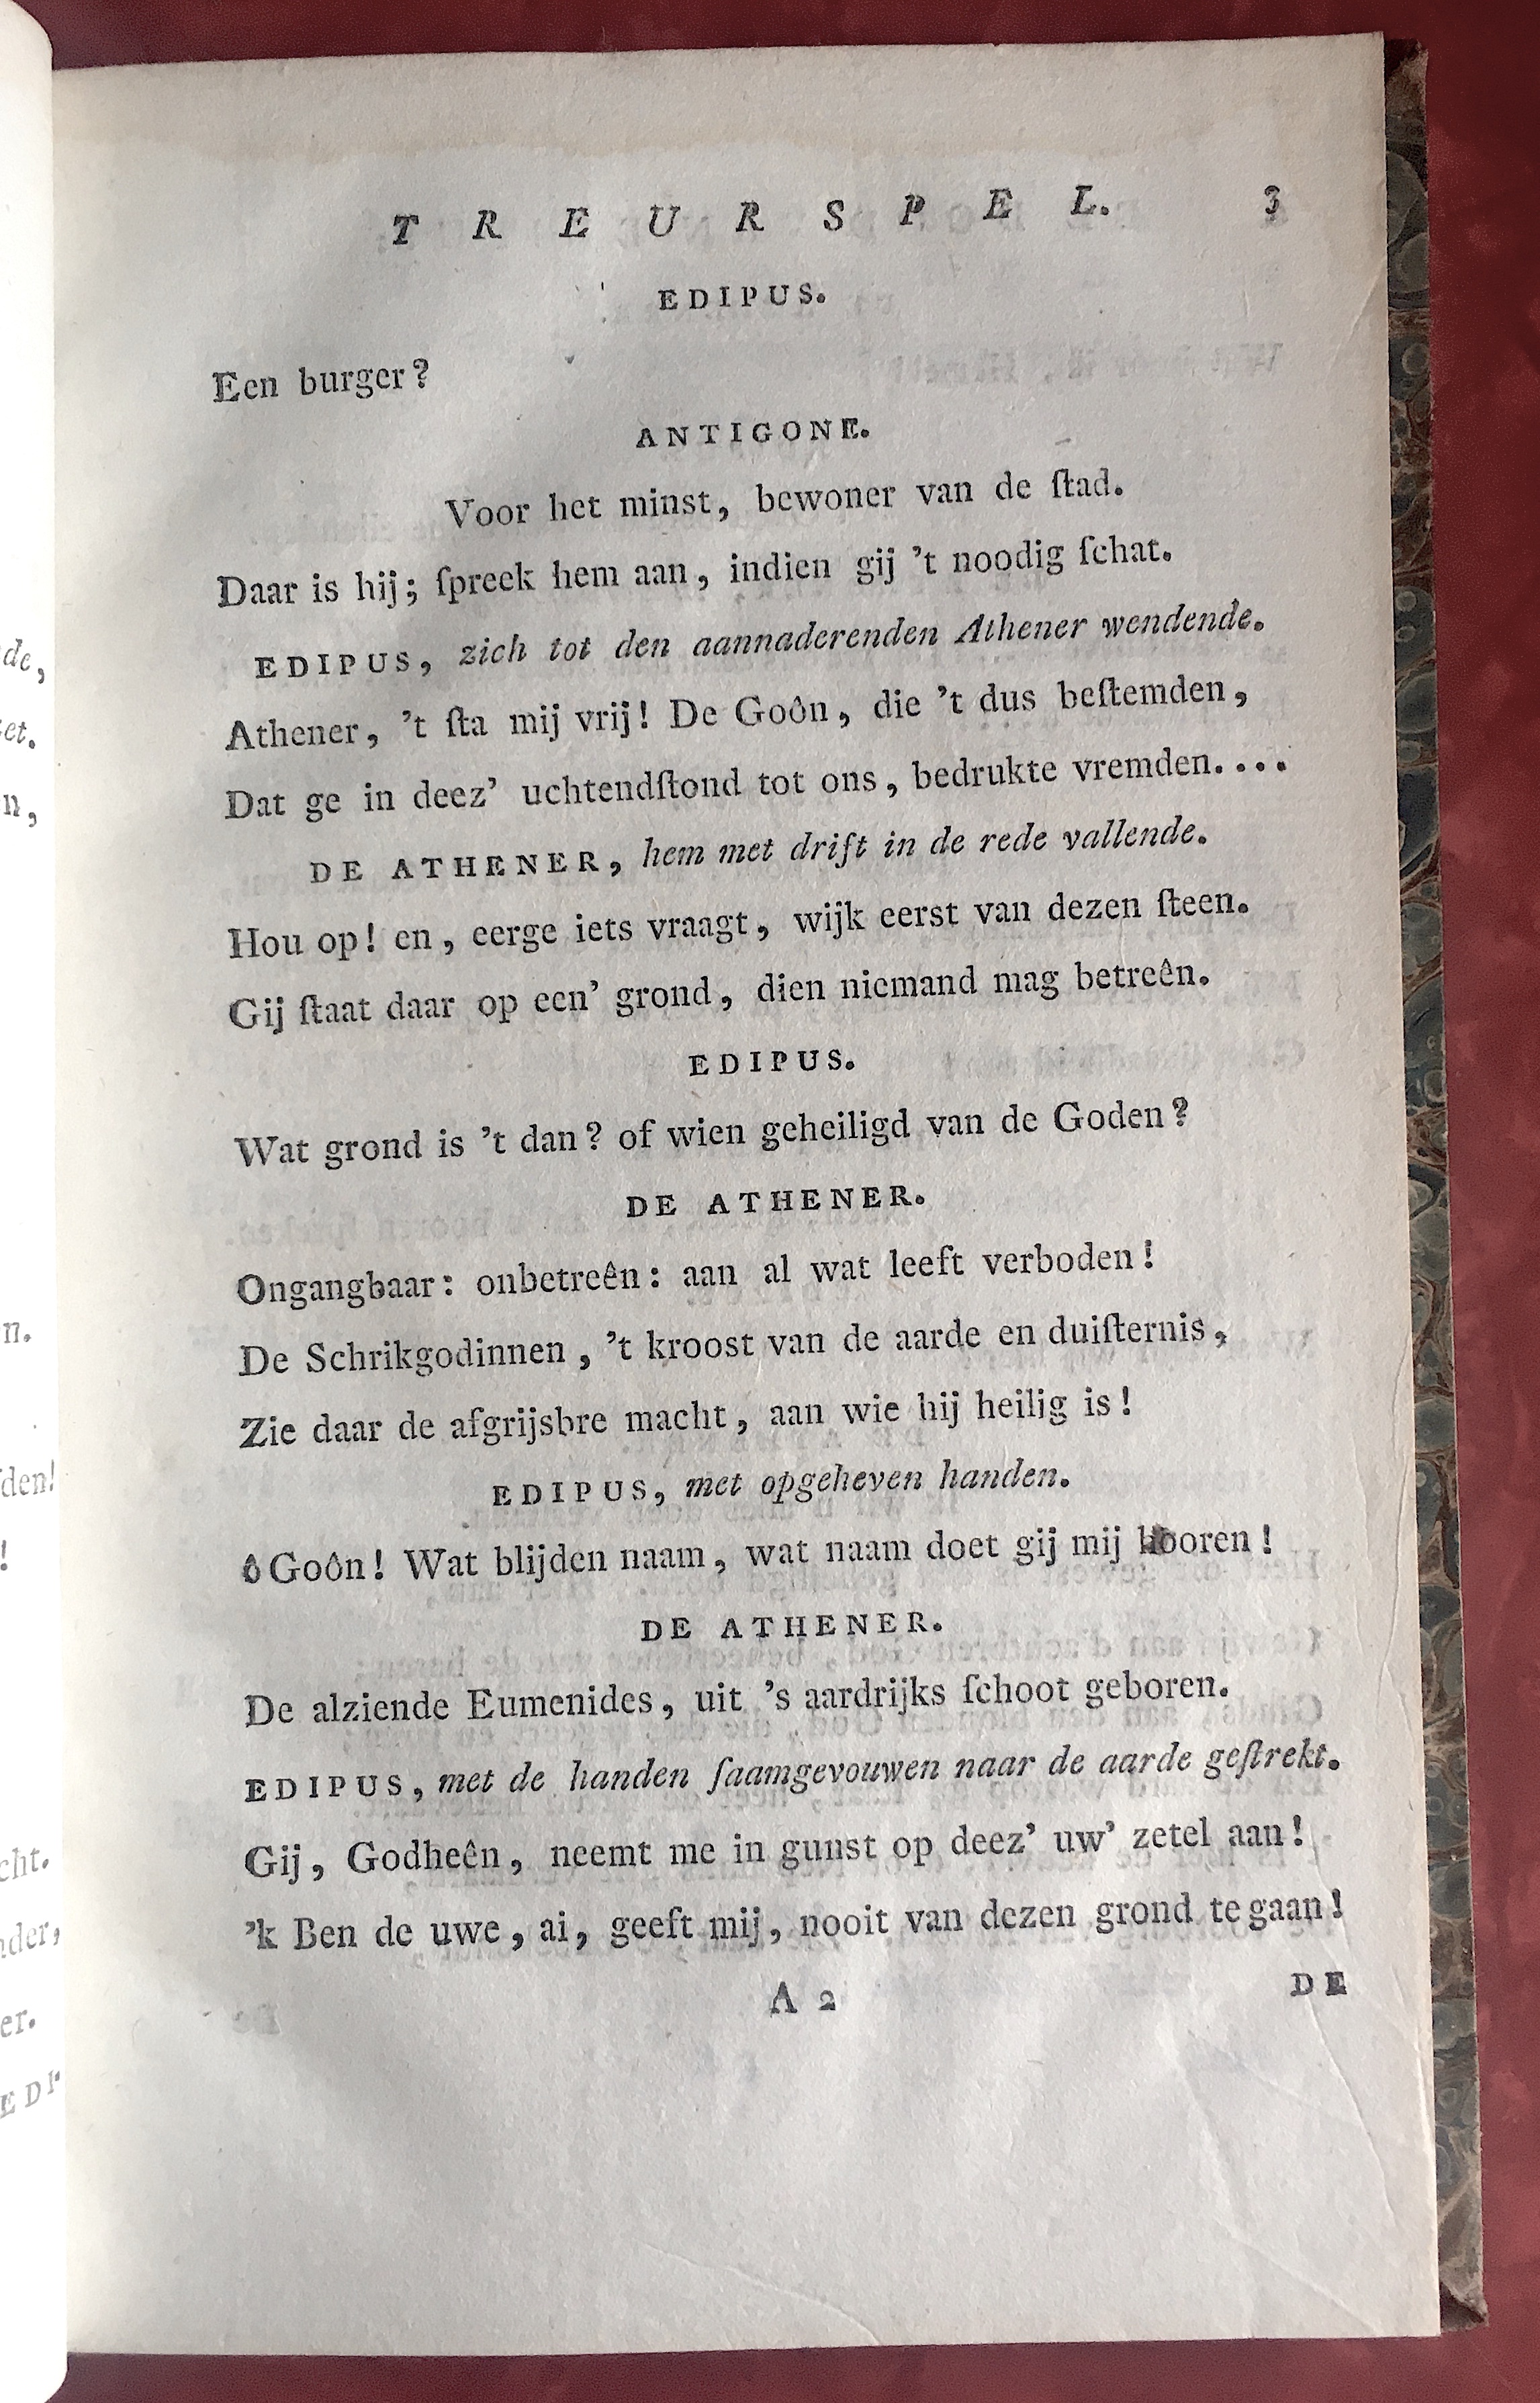 de,
et.
n,
n.
den!
!
cht.
nder,
er.
EDI
TREURSPEL. 3
EDIPUS.
Een burger?
ANTIGONE.
Voor het minst, bewoner van de ſtad.
Daar is hij; ſpreek hem aan, indien gij 't noodig ſchat.
EDIPUS, zich tot den aannaderenden Athener wendende.
Athener, 't ſta mij vrij! De Goôn, die 't dus beſtemden,
Dat ge in deez' uchtendſtond tot ons, bedrukte vremden....
DE ATHENER, hem met drift in de rede vallende.
Hou op! en, eerge iets vraagt, wijk eerst van dezen ſteen.
Gij ſtaat daar op een' grond, dien niemand mag betreên.
EDIPUS.
Wat grond is 't dan? of wien geheiligd van de Goden?
DE ATHENER.
Ongangbaar: onbetreên: aan al wat leeft verboden!
De Schrikgodinnen, 't kroost van de aarde en duiſternis,
Zie daar de afgrijsbre macht, aan wie hij heilig is!
EDIPUS, met opgeheven handen.
ô Goôn! Wat blijden naam, wat naam doet gij mij hooren!
DE ATHENER.
De alziende Eumenides, uit 's aardrijks ſchoot geboren.
EDIPUS, met de handen ſaamgevouwen naar de aarde geſtrekt.
Gij, Godheên, neemt me in gunst op deez' uw' zetel aan!
'k Ben de uwe, ai, geeft mij, nooit van dezen grond te gaan!
A 2 DE